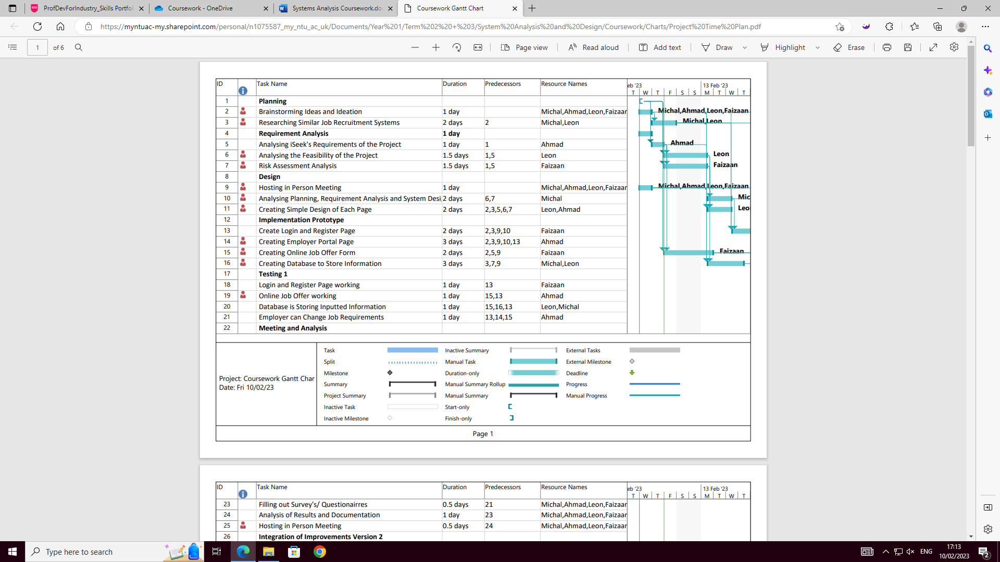 ProfDevForIndustry_Skills Portfoli
Coursework - OneDrive
Systems Analysis Coursework.do
Coursework Gantt Chart
https://myntuac-my.sharepoint.com/personal/n1075587_my_ntu_ac_uk/Documents/Year%201/Term%202%20+%203/System%20Analysis%20and%20Design/Coursework/Charts/Project%20Time%20Plan.pdf
1 of 6 Page view Read aloud Add text Draw Highlight Erase
ID Task Name Duration Predecessors Resource Names eb '23 13 Feb '23
T W T F S S M T W T
1 Planning
2 Brainstorming Ideas and Ideation 1 day Michal,Ahmad,Leon,Faizaan Michal,Ahmad,Leon,Faizaan
3 Researching Similar Job Recruitment Systems 2 days 2 Michal,Leon Michal,Leon
4 Requirement Analysis 1 day
5 Analysing iSeek's Requirements of the Project 1 day 1 Ahmad Ahmad
6 Analysing the Feasibility of the Project 1.5 days 1,5 Leon Leon
7 Risk Assessment Analysis 1.5 days 1,5 Faizaan Faizaan
8 Design
9 Hosting in Person Meeting 1 day Michal,Ahmad,Leon,Faizaan Michal,Ahmad,Leon,Faizaan
10 Analysing Planning, Requirement Analysis and System Desi 2 days 6,7 Michal Mic
11 Creating Simple Design of Each Page 2 days 2,3,5,6,7 Leon,Ahmad Leo
12 Implementation Prototype
13 Create Login and Register Page 2 days 2,3,9,10 Faizaan
14 Creating Employer Portal Page 3 days 2,3,9,10,13 Ahmad
15 Creating Online Job Offer Form 2 days 2,5,9 Faizaan Faizaan
16 Creating Database to Store Information 3 days 3,7,9 Michal,Leon
17 Testing 1
18 Login and Register Page working 1 day 13 Faizaan
19 Online Job Offer working 1 day 15,13 Ahmad
20 Database is Storing Inputted Information 1 day 15,16,13 Leon,Michal
21 Employer can Change Job Requirements 1 day 13,14,15 Ahmad
22 Meeting and Analysis
Project: Coursework Gantt Char
Date: Fri 10/02/23
Task
Split
Milestone
Summary
Project Summary
Inactive Task
Inactive Milestone
Inactive Summary
Manual Task
Duration-only
Manual Summary Rollup
Manual Summary
Start-only
Finish-only
External Tasks
External Milestone
Deadline
Progress
Manual Progress
Page 1
ID Task Name Duration Predecessors Resource Names eb '23 13 Feb '23
T W T F S S M T W T
23 Filling out Survey's/ Questionairres 0.5 days 21 Michal,Ahmad,Leon,Faizaan
24 Analysis of Results and Documentation 1 day 23 Michal,Ahmad,Leon,Faizaan
25 Hosting in Person Meeting 0.5 days 24 Michal,Ahmad,Leon,Faizaan
26 Integration of Improvements Version 2
Type here to search
ENG
17:13
10/02/2023
2